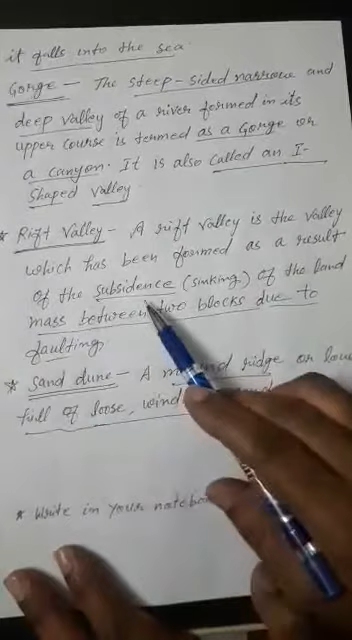 it falls into the sea.
Gorge - The steep-sided narrow and
deep valley of a river formed in its
upper course is termed as a Gorge or
a canyon. It is also called an I-
Shaped valley.
* Rift Valley - A rift valley is the valley
which has been formed as a result
of the subsidence (sinking) of the land
mass between two blocks due to
faulting
* Sand dune - A ridge or
full of loose, wind
* Write in your notebo